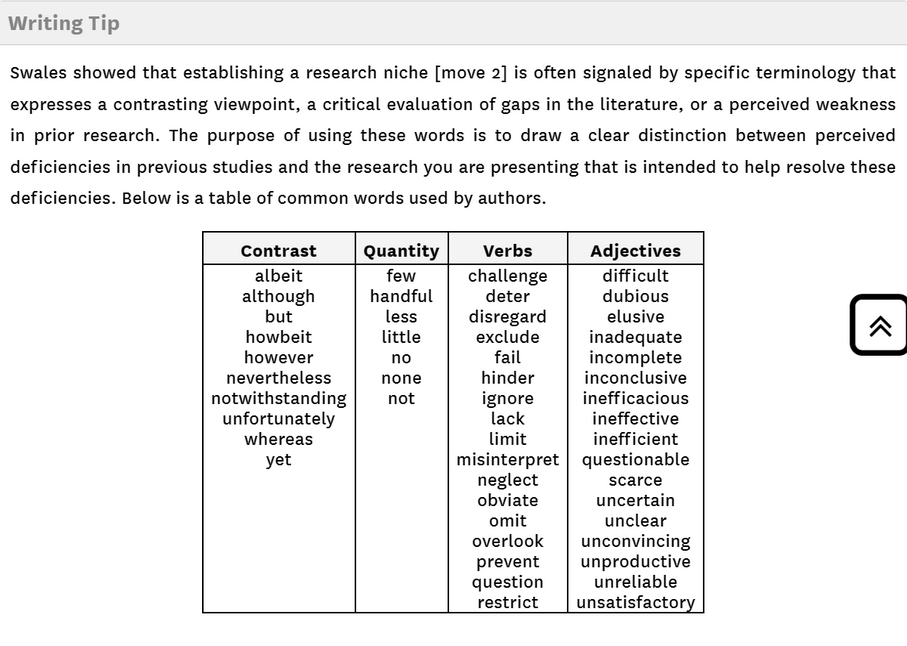 Writing Tip
Swales showed that establishing a research niche [move 2] is often signaled by specific terminology that
expresses a contrasting viewpoint, a critical evaluation of gaps in the literature, or a perceived weakness
in prior research. The purpose of using these words is to draw a clear distinction between perceived
deficiencies in previous studies and the research you are presenting that is intended to help resolve these
deficiencies. Below is a table of common words used by authors.
Contrast Quantity Verbs Adjectives
albeit few challenge difficult
although handful deter dubious
but less disregard elusive
howbeit little exclude inadequate
however no fail incomplete
nevertheless none hinder inconclusive
notwithstanding not ignore inefficacious
unfortunately lack ineffective
whereas limit inefficient
yet misinterpret questionable
neglect scarce
obviate uncertain
omit unclear
overlook unconvincing
prevent unproductive
question unreliable
restrict unsatisfactory